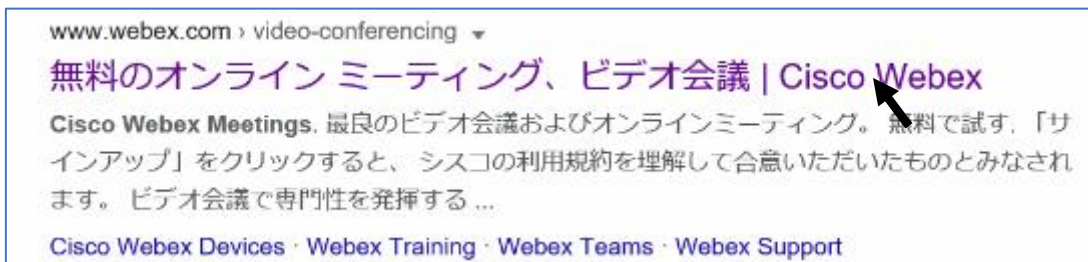 www.webex.com › video-conferencing ▾
無料のオンライン ミーティング、ビデオ会議 | Cisco Webex
Cisco Webex Meetings. 最良のビデオ会議およびオンラインミーティング。 無料で試す. 「サ
インアップ」をクリックすると、 シスコの利用規約を理解して合意いただいたものとみなされ
ます。 ビデオ会議で専門性を発揮する ...
Cisco Webex Devices · Webex Training · Webex Teams · Webex Support